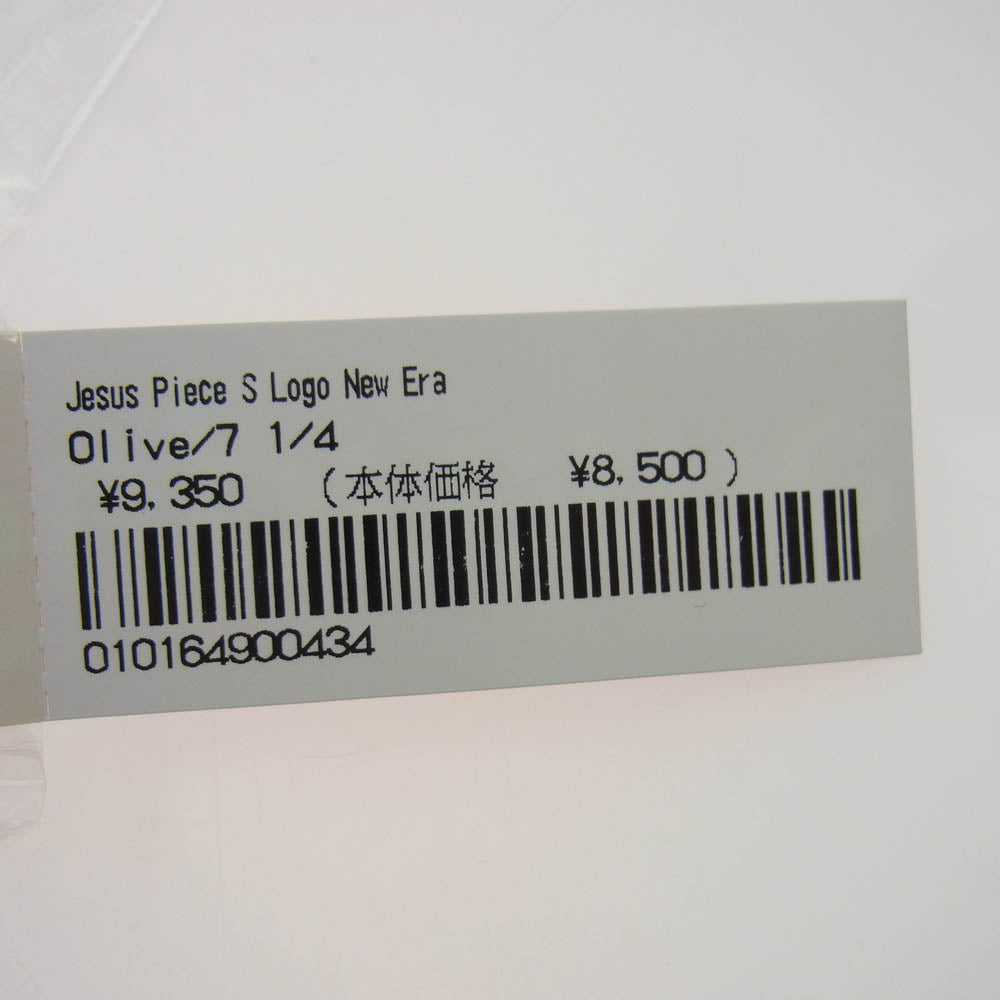 Jesus Piece S Logo New Era
Olive/7 1/4
¥9,350 (本体価格 ¥8,500)
010164900434